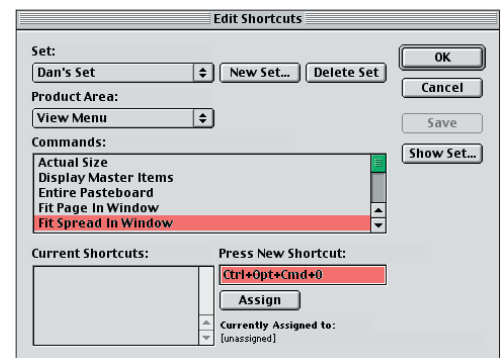 Edit Shortcuts
Set:
Dan's Set
New Set...
Delete Set
OK
Cancel
Product Area:
View Menu
Save
Commands:
Show Set...
Actual Size
Display Master Items
Entire Pasteboard
Fit Page In Window
Fit Spread In Window
Current Shortcuts:
Press New Shortcut:
Ctrl+Opt+Cmd+0
Assign
Currently Assigned to:
[unassigned]